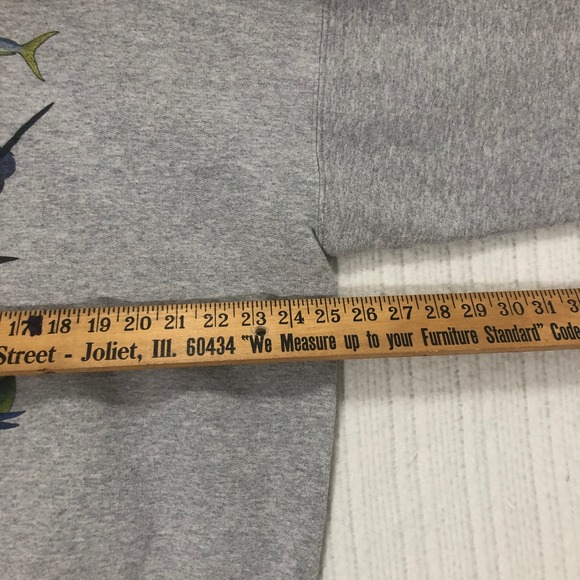 17 18 19 20 21 22 23 24 25 26 27 28 29 30 31 3
Street - Joliet, Ill. 60434 "We Measure up to your Furniture Standard" Code